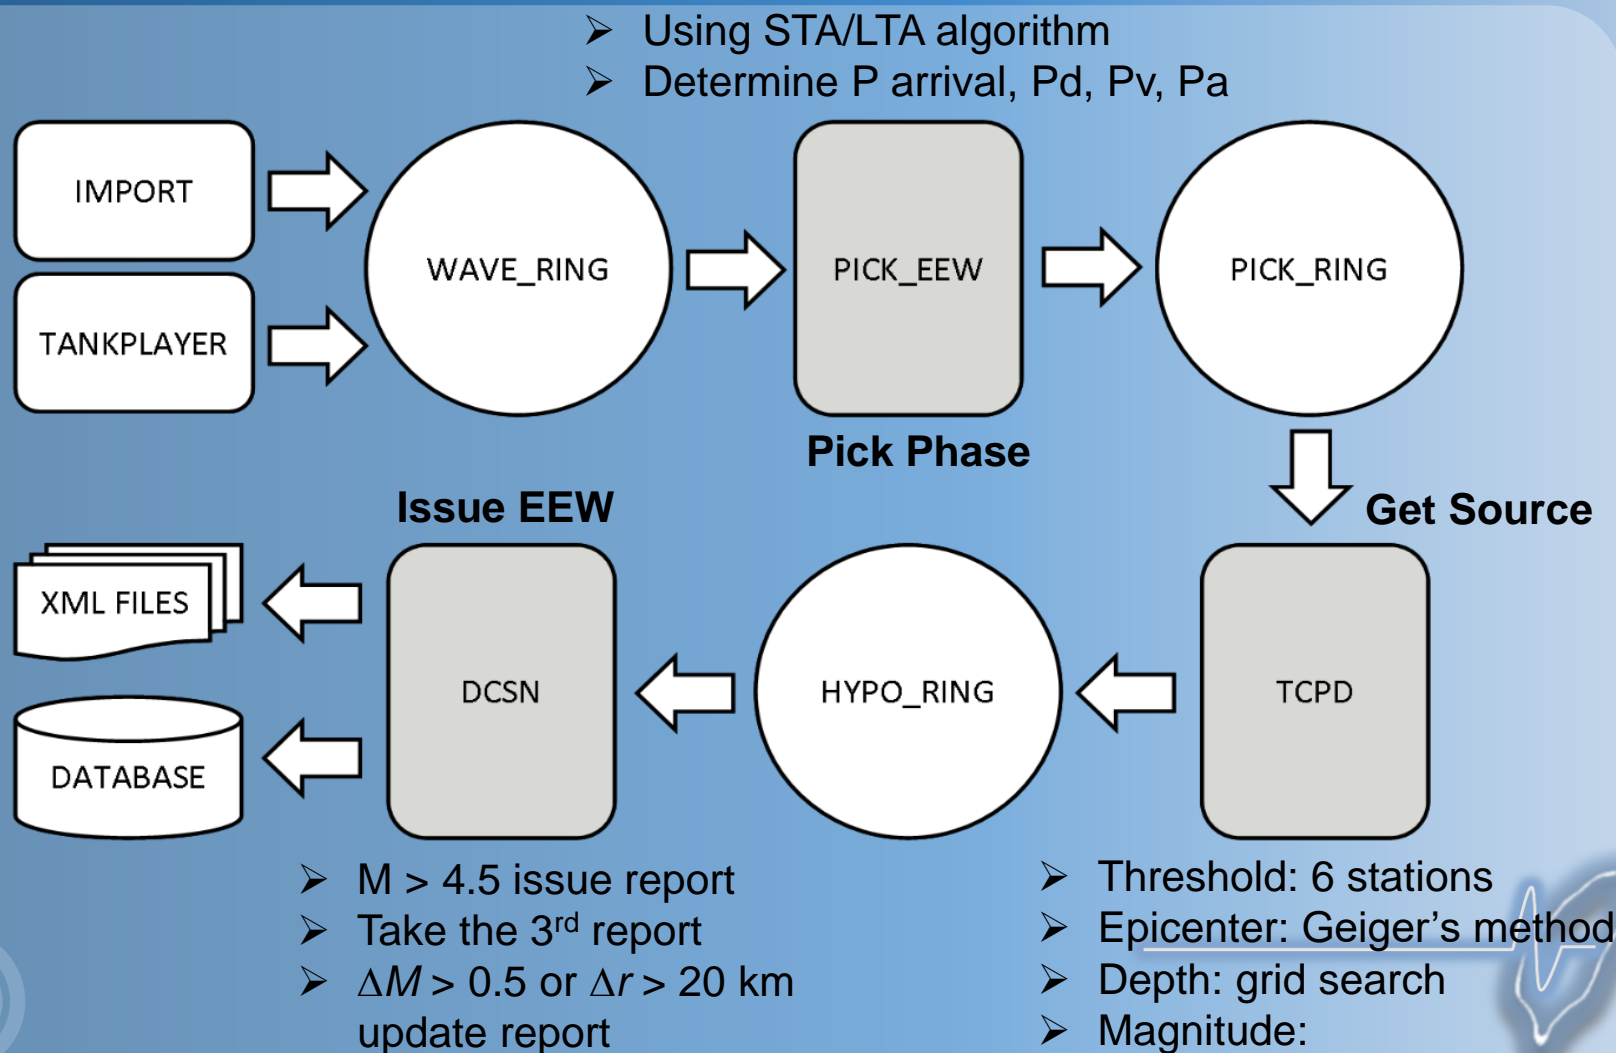 ➢ Using STA/LTA algorithm
➢ Determine P arrival, Pd, Pv, Pa
IMPORT
TANKPLAYER
WAVE_RING
PICK_EEW
PICK_RING
Pick Phase
Issue EEW
Get Source
XML FILES
DATABASE
DCSN
HYPO_RING
TCPD
➢ M > 4.5 issue report
➢ Take the 3rd report
➢ ΔM > 0.5 or Δr > 20 km
update report
➢ Threshold: 6 stations
➢ Epicenter: Geiger’s method
➢ Depth: grid search
➢ Magnitude: